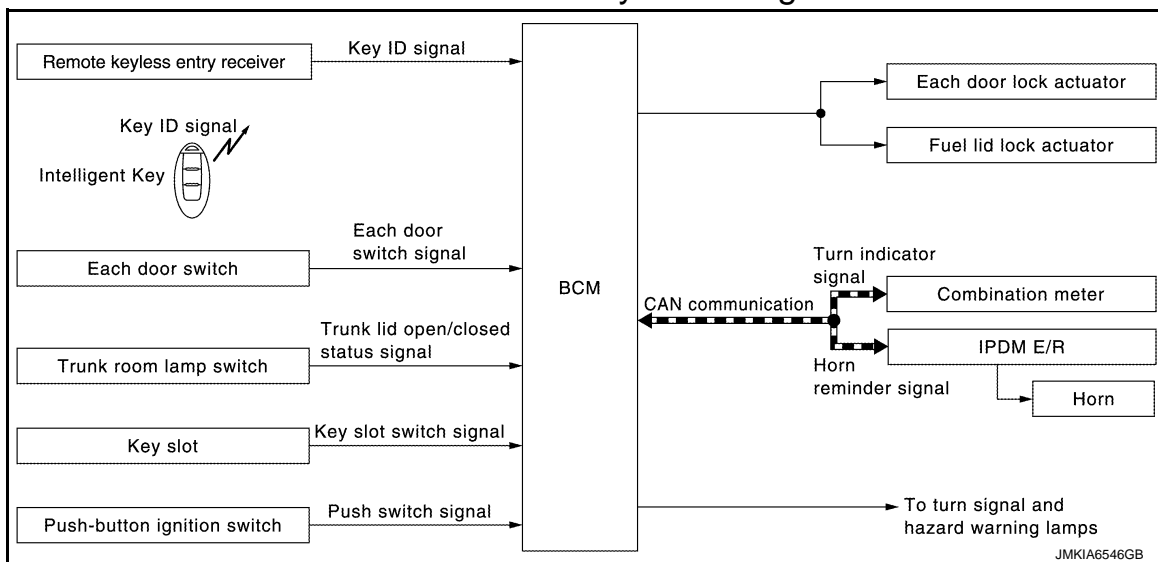 Remote keyless entry receiver
Key ID signal
Key ID signal
Intelligent Key
Each door switch
Each door
switch signal
Trunk room lamp switch
Trunk lid open/closed
status signal
Key slot
Key slot switch signal
Push-button ignition switch
Push switch signal
BCM
Each door lock actuator
Fuel lid lock actuator
CAN communication
Turn indicator
signal
Combination meter
IPDM E/R
Horn
reminder signal
Horn
To turn signal and
hazard warning lamps
JMKIA6546GB